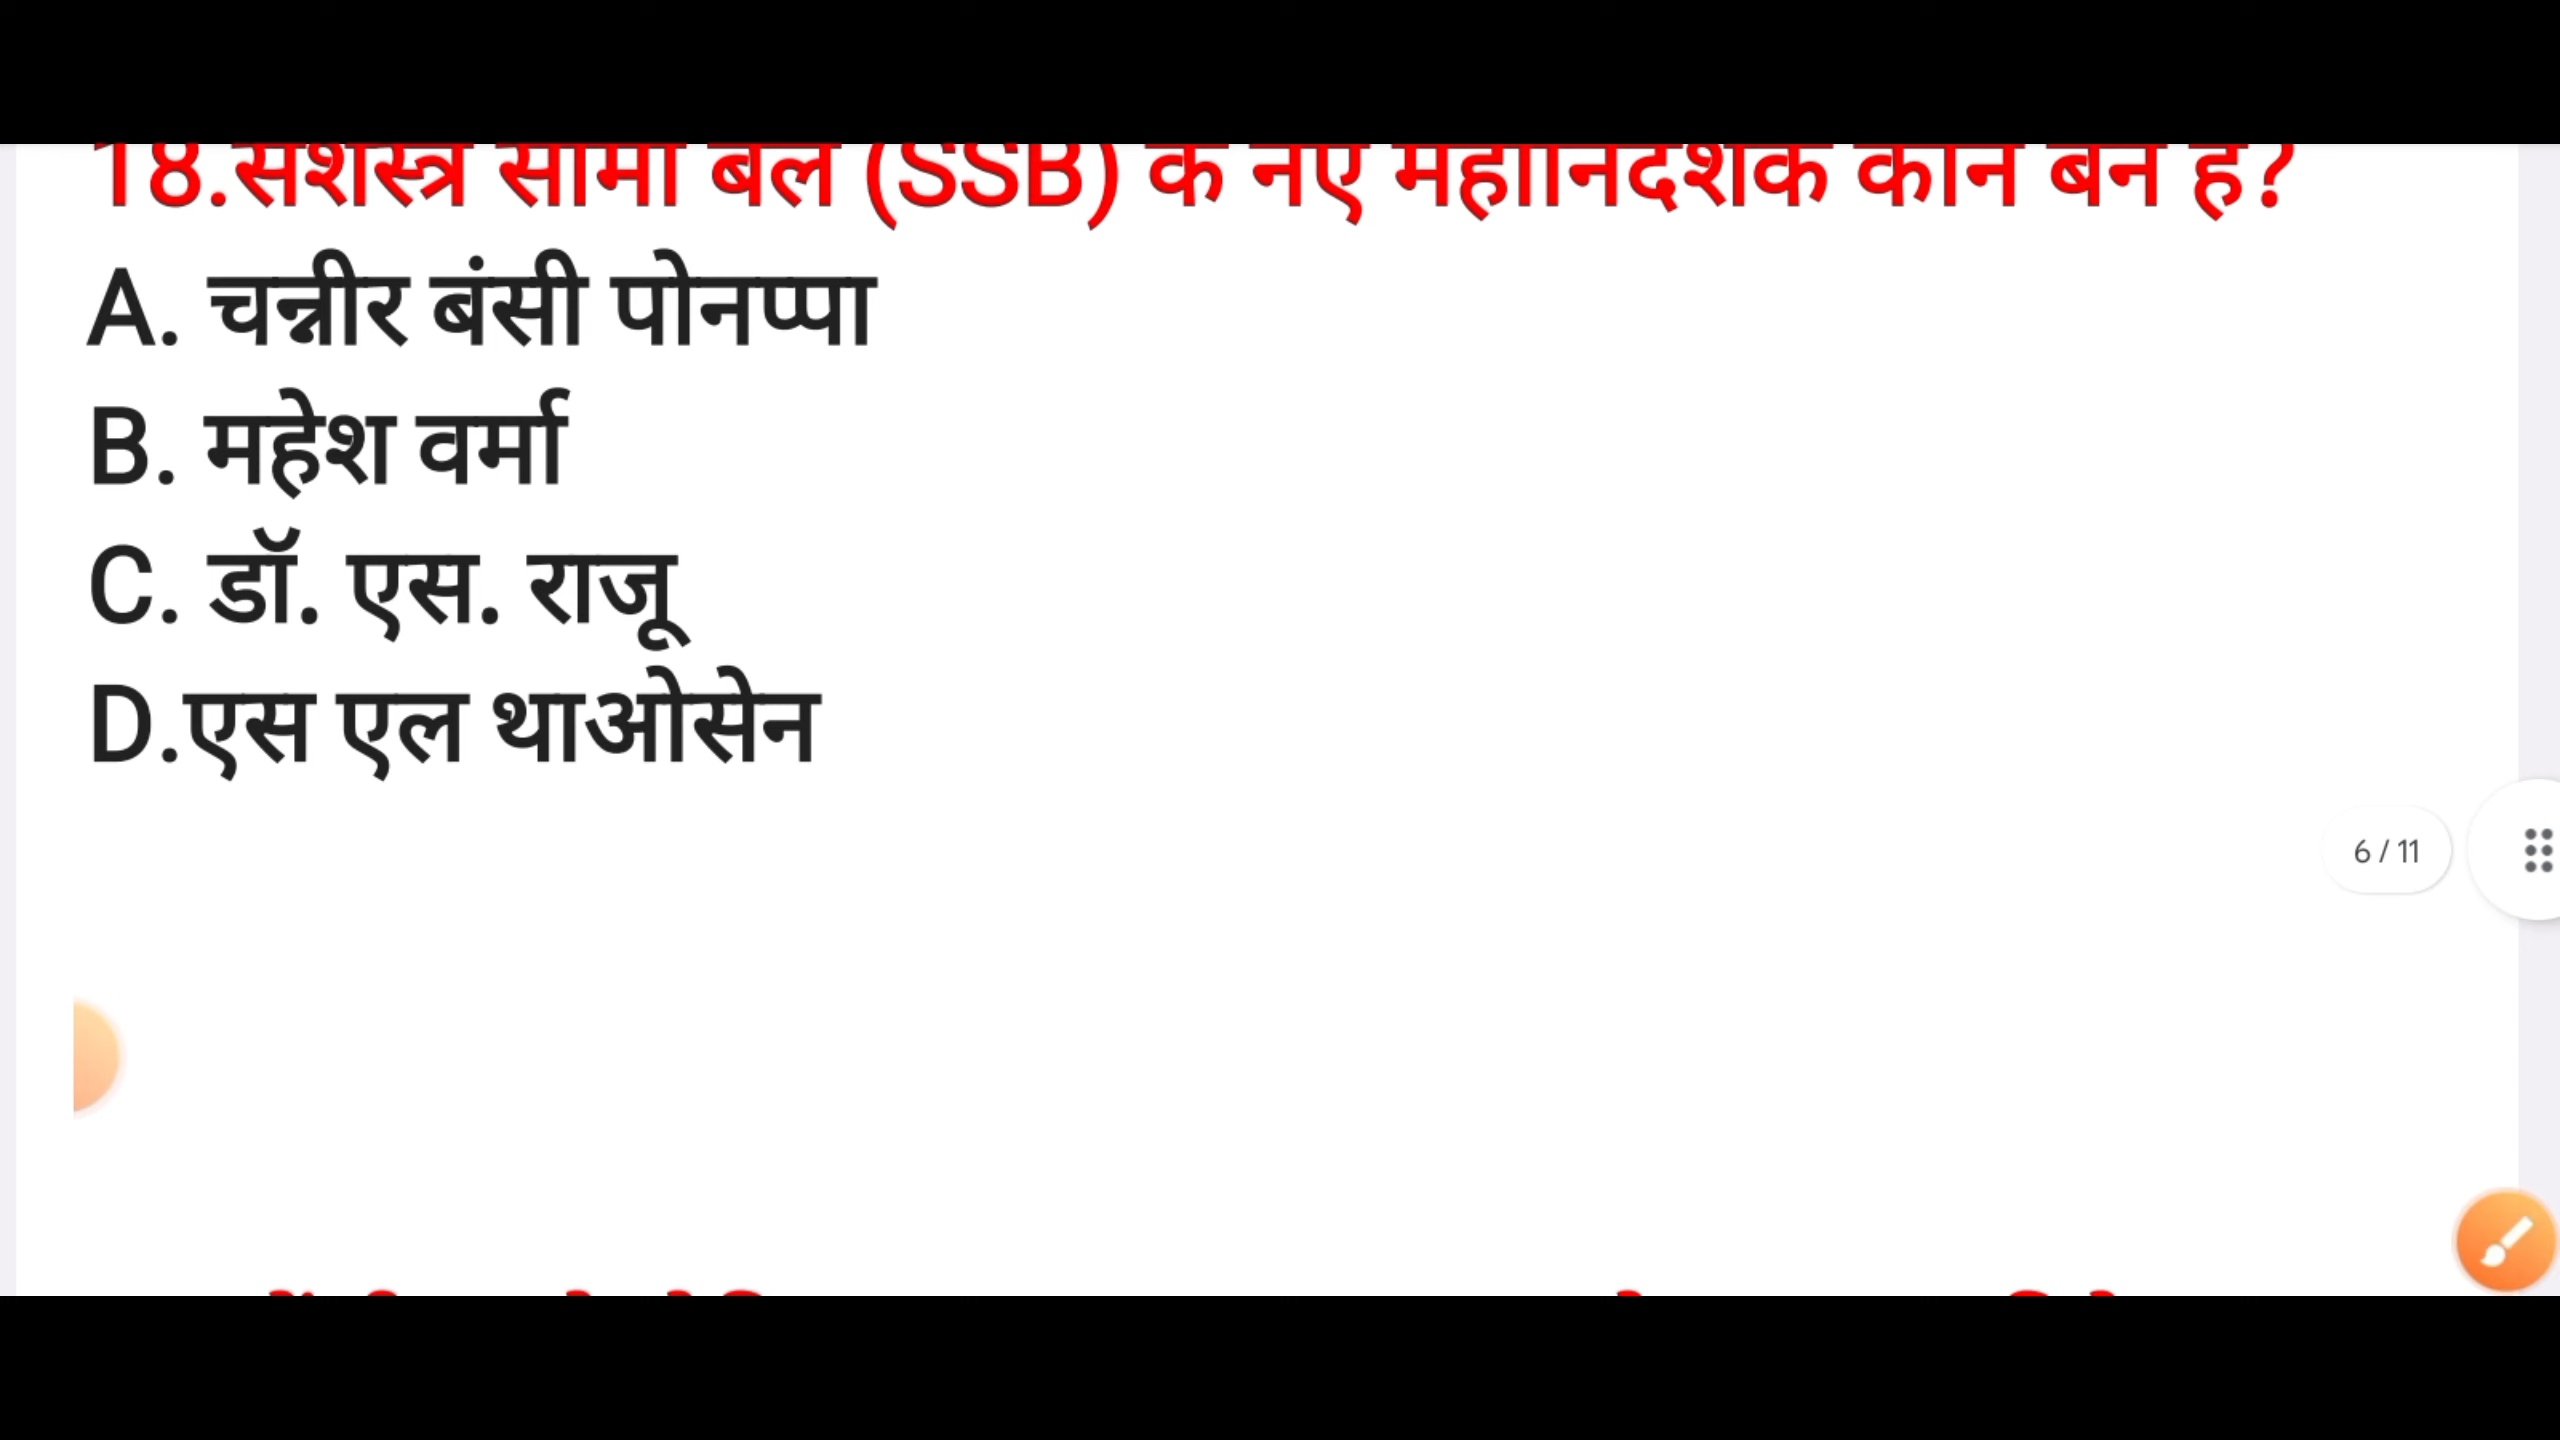 18.सशस्त्र सीमा बल (SSB) के नए महानिदेशक कौन बने है?
A. चन्नीर बंसी पोनप्पा
B. महेश वर्मा
C. डॉ. एस. राजू
D.एस एल थाओसेन
6 / 11